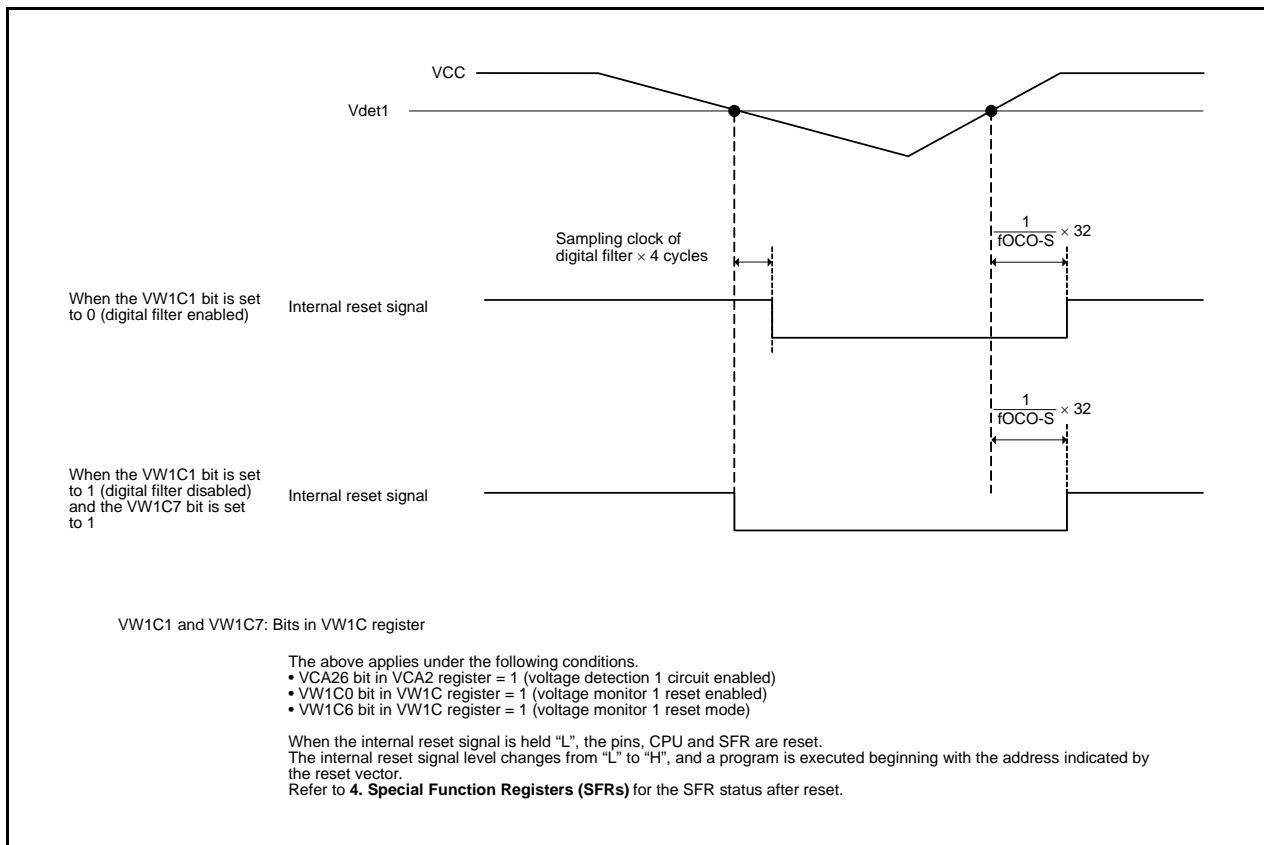 VCC
Vdet1
Sampling clock of
digital filter × 4 cycles
1
fOCO-S × 32
When the VW1C1 bit is set
to 0 (digital filter enabled)
Internal reset signal
1
fOCO-S × 32
When the VW1C1 bit is set
to 1 (digital filter disabled)
and the VW1C7 bit is set
to 1
Internal reset signal
VW1C1 and VW1C7: Bits in VW1C register
The above applies under the following conditions.
• VCA26 bit in VCA2 register = 1 (voltage detection 1 circuit enabled)
• VW1C0 bit in VW1C register = 1 (voltage monitor 1 reset enabled)
• VW1C6 bit in VW1C register = 1 (voltage monitor 1 reset mode)
When the internal reset signal is held “L”, the pins, CPU and SFR are reset.
The internal reset signal level changes from “L” to “H”, and a program is executed beginning with the address indicated by
the reset vector.
Refer to 4. Special Function Registers (SFRs) for the SFR status after reset.